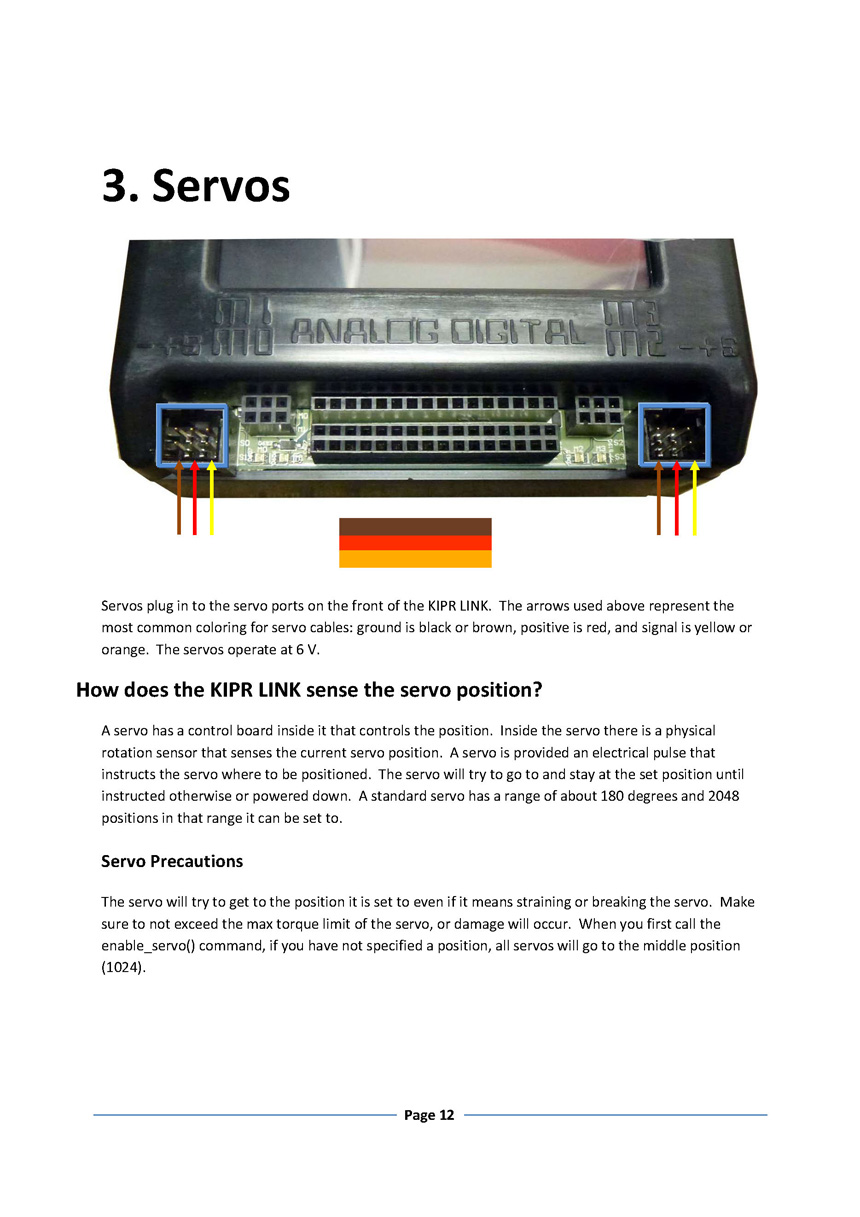 3. Servos
M1 M3
-+S M0 ANALOG DIGITAL M2 -+S
S0 S2
S1 S3
Servos plug in to the servo ports on the front of the KIPR LINK. The arrows used above represent the
most common coloring for servo cables: ground is black or brown, positive is red, and signal is yellow or
orange. The servos operate at 6 V.
How does the KIPR LINK sense the servo position?
A servo has a control board inside it that controls the position. Inside the servo there is a physical
rotation sensor that senses the current servo position. A servo is provided an electrical pulse that
instructs the servo where to be positioned. The servo will try to go to and stay at the set position until
instructed otherwise or powered down. A standard servo has a range of about 180 degrees and 2048
positions in that range it can be set to.
Servo Precautions
The servo will try to get to the position it is set to even if it means straining or breaking the servo. Make
sure to not exceed the max torque limit of the servo, or damage will occur. When you first call the
enable_servo() command, if you have not specified a position, all servos will go to the middle position
(1024).
Page 12